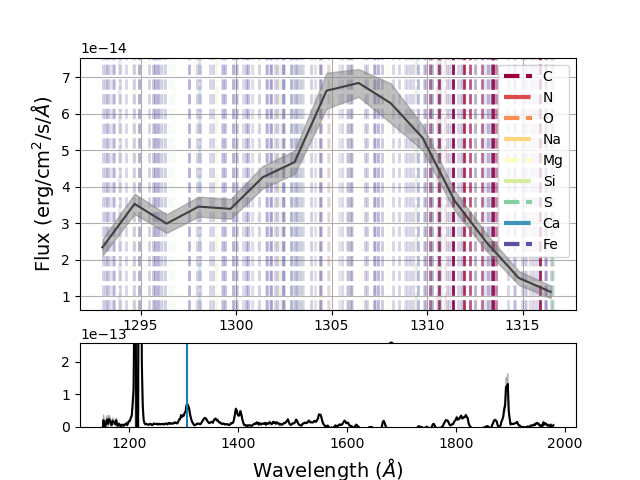 1e−14
7
6
5
4
3
2
1
Flux (erg/cm²/s/Å)
C
N
O
Na
Mg
Si
S
Ca
Fe
1295 1300 1305 1310 1315
1e−13
2
1
0
1200 1400 1600 1800 2000
Wavelength (Å)